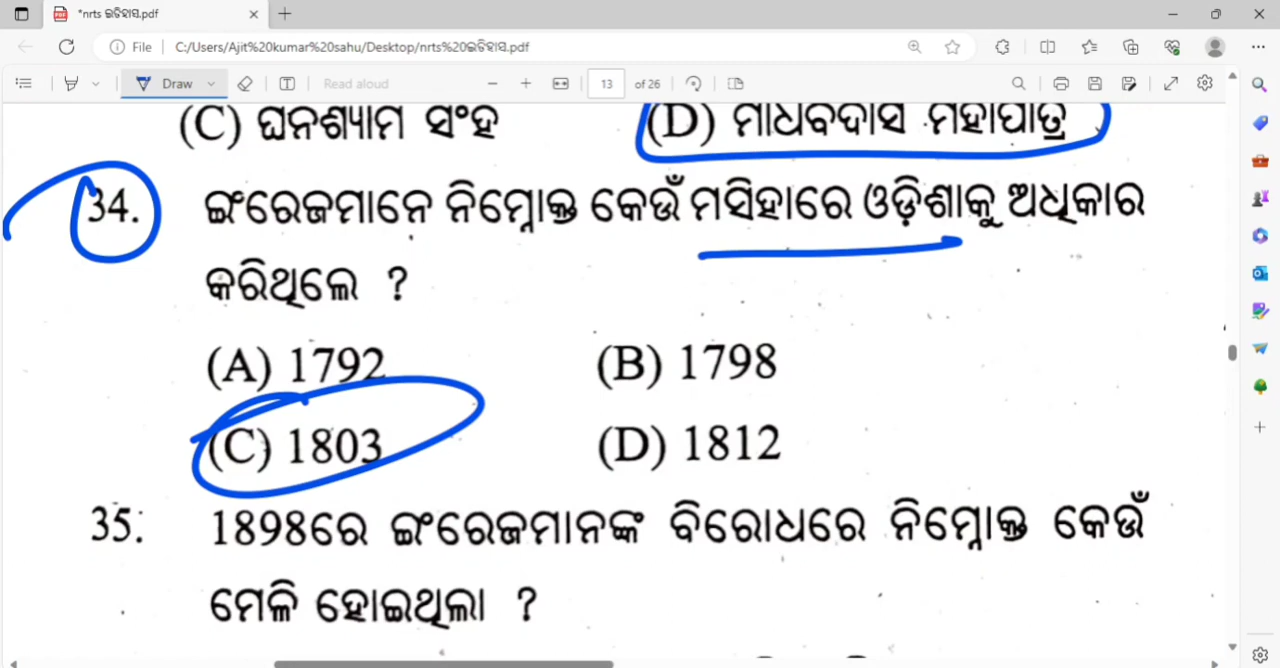 *nrts ଇତିହାସ.pdf
File C:/Users/Ajit%20kumar%20sahu/Desktop/nrts%20ଇତିହାସ.pdf
Draw Read aloud 13 of 26
(C) ଘନଶ୍ୟାମ ସଂହ (D) ମାଧବଦାସ ମହାପାତ୍ର
34. ଇଂରେଜମାନେ ନିମ୍ନୋକ୍ତ କେଉଁ ମସିହାରେ ଓଡ଼ିଶାକୁ ଅଧିକାର
କରିଥିଲେ ?
(A) 1792 (B) 1798
(C) 1803 (D) 1812
35. 1898ରେ ଇଂରେଜମାନଙ୍କ ବିରୋଧରେ ନିମ୍ନୋକ୍ତ କେଉଁ
ମେଳି ହୋଇଥିଲା ?